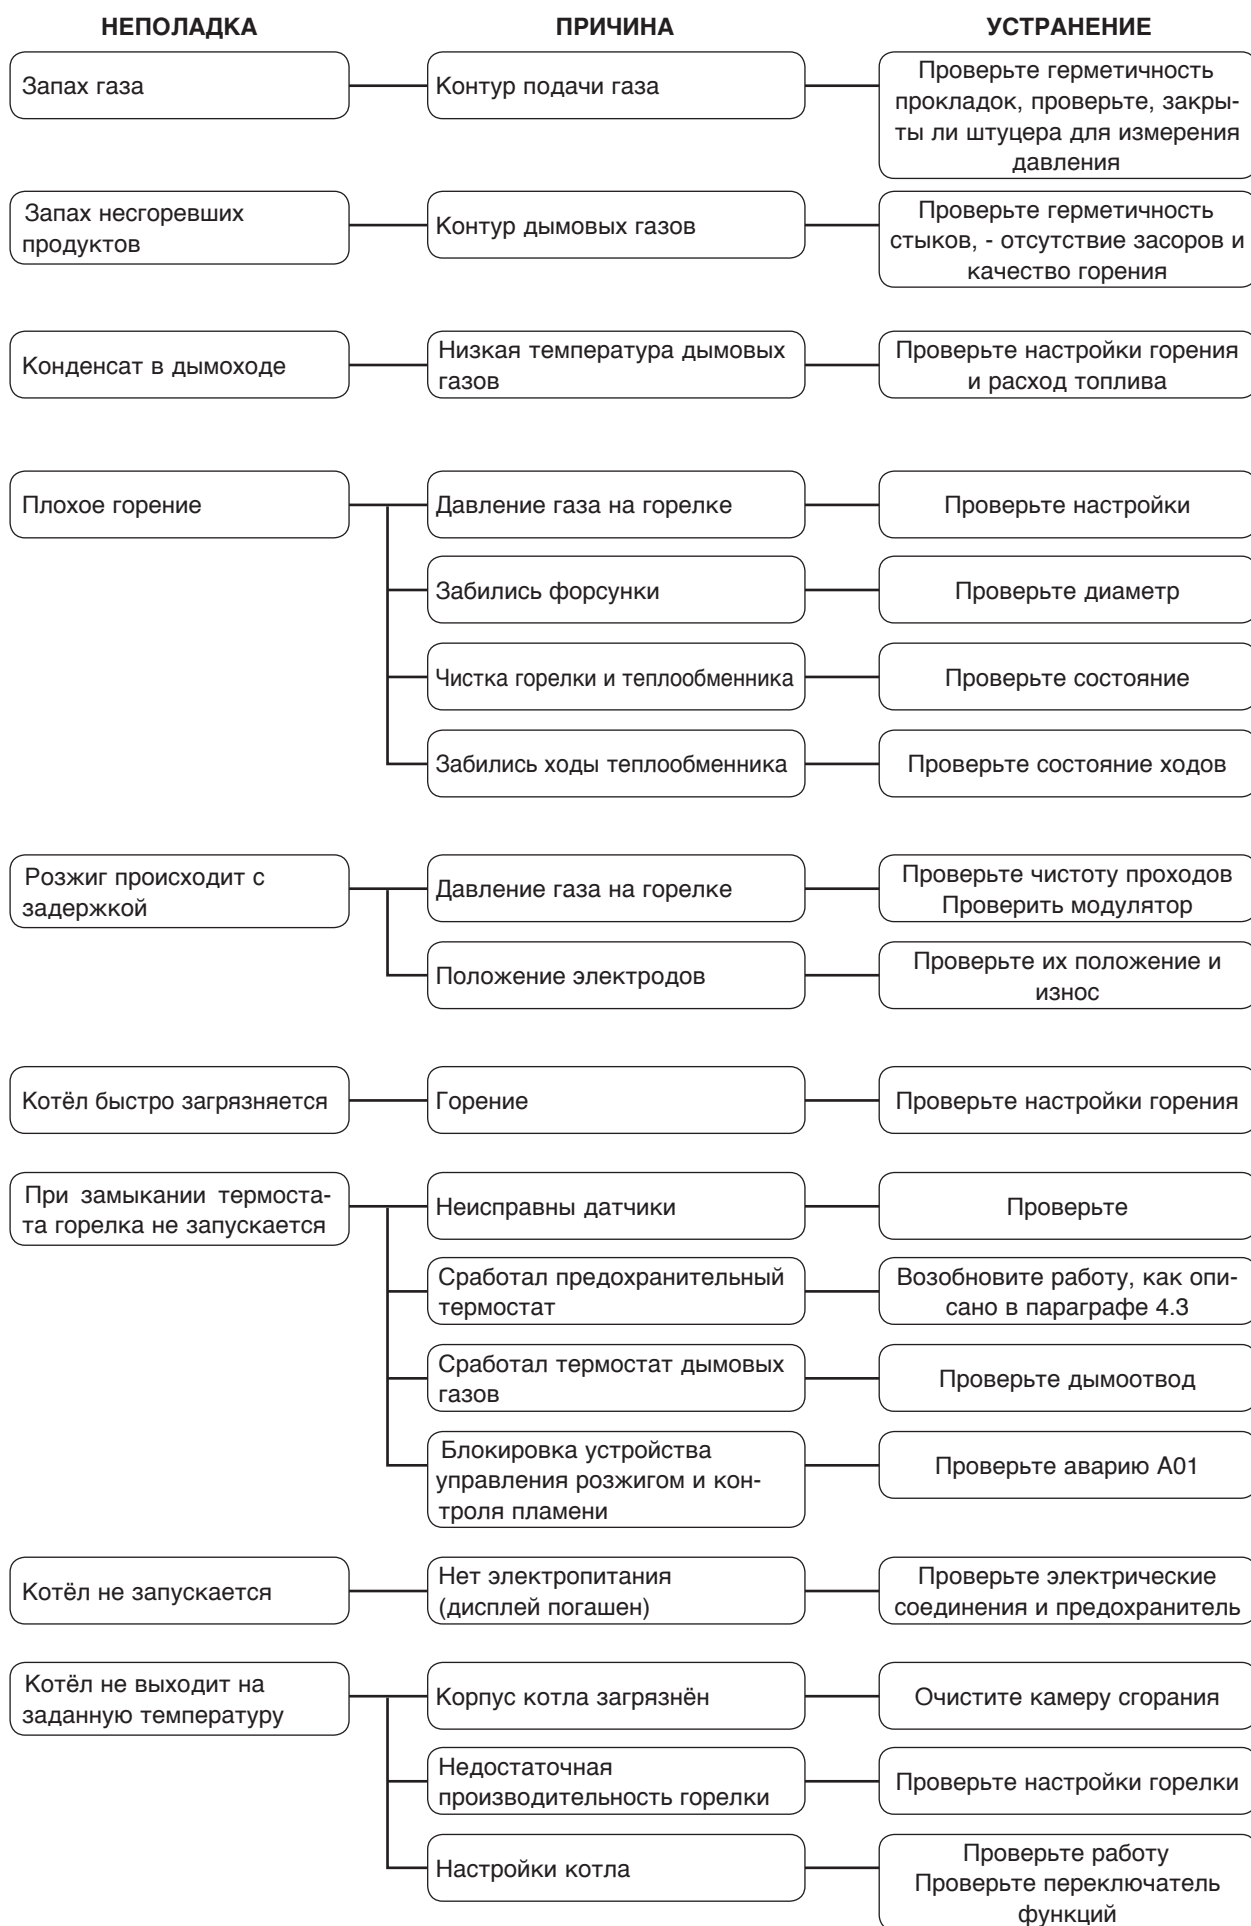 НЕПОЛАДКА
ПРИЧИНА
УСТРАНЕНИЕ
Запах газа
Контур подачи газа
Проверьте герметичность
прокладок, проверьте, закры-
ты ли штуцера для измерения
давления
Запах несгоревших
продуктов
Контур дымовых газов
Проверьте герметичность
стыков, - отсутствие засоров и
качество горения
Конденсат в дымоходе
Низкая температура дымовых
газов
Проверьте настройки горения
и расход топлива
Плохое горение
Давление газа на горелке
Проверьте настройки
Забились форсунки
Проверьте диаметр
Чистка горелки и теплообменника
Проверьте состояние
Забились ходы теплообменника
Проверьте состояние ходов
Розжиг происходит с
задержкой
Давление газа на горелке
Проверьте чистоту проходов
Проверить модулятор
Положение электродов
Проверьте их положение и
износ
Котёл быстро загрязняется
Горение
Проверьте настройки горения
При замыкании термоста-
та горелка не запускается
Неисправны датчики
Проверьте
Сработал предохранительный
термостат
Возобновите работу, как опи-
сано в параграфе 4.3
Сработал термостат дымовых
газов
Проверьте дымоотвод
Блокировка устройства
управления розжигом и кон-
троля пламени
Проверьте аварию А01
Котёл не запускается
Нет электропитания
(дисплей погашен)
Проверьте электрические
соединения и предохранитель
Котёл не выходит на
заданную температуру
Корпус котла загрязнён
Очистите камеру сгорания
Недостаточная
производительность горелки
Проверьте настройки горелки
Настройки котла
Проверьте работу
Проверьте переключатель
функций